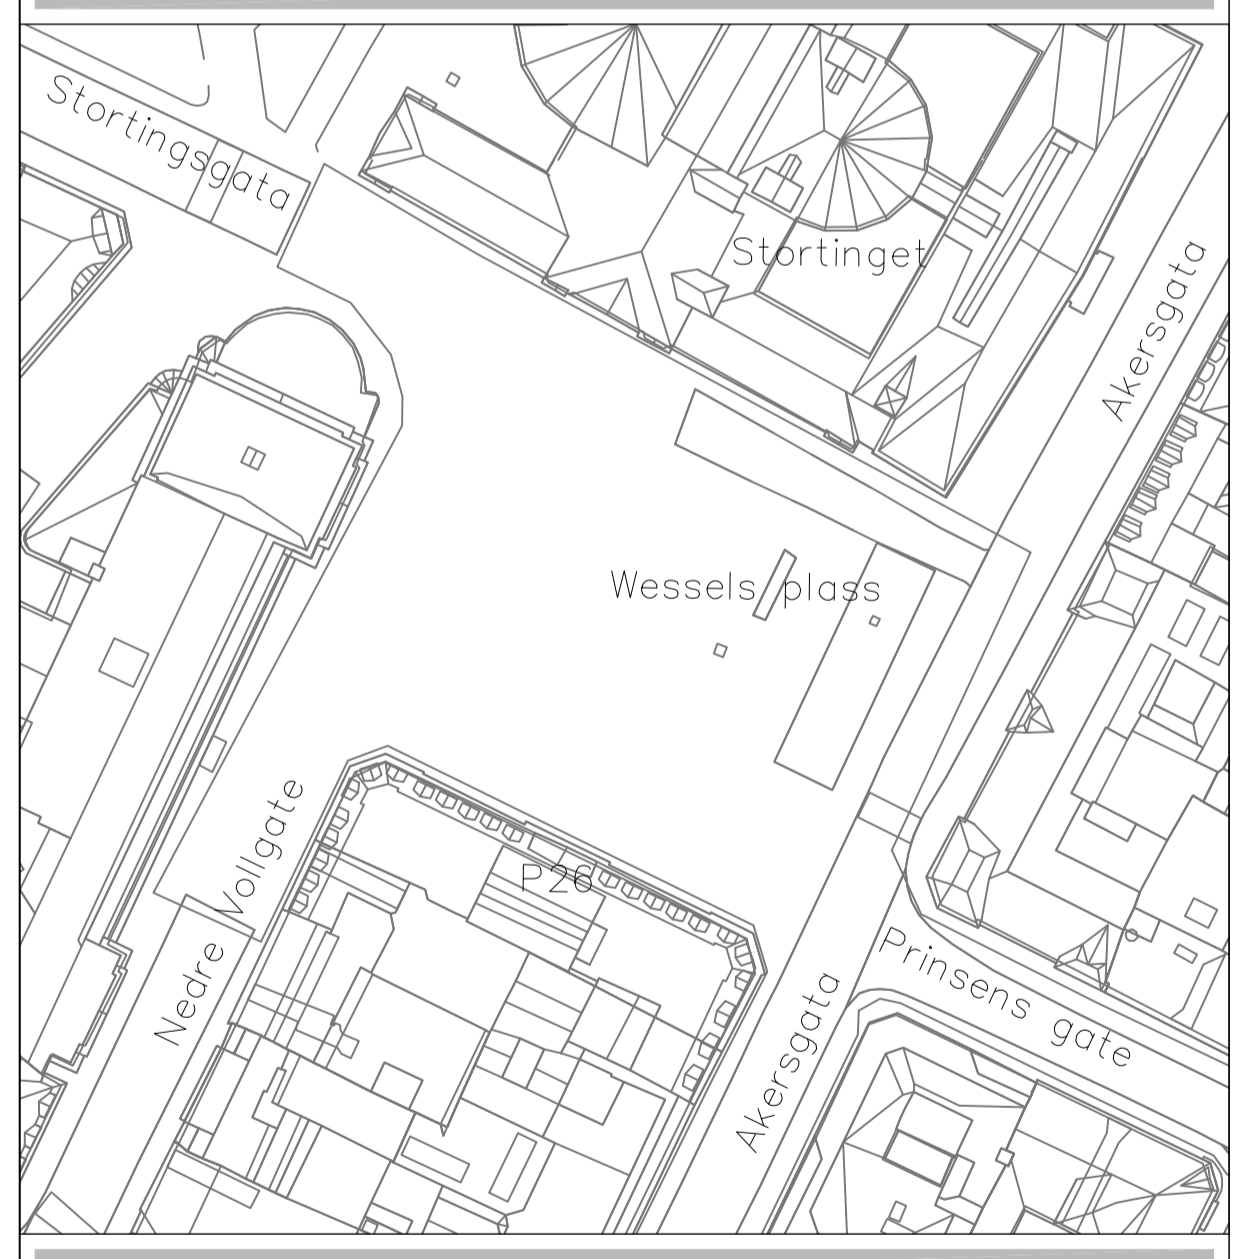 Stortingsgata
Stortinget
Akersgata
Wessels plass
Nedre Vollgate
P26
Prinsens gate
Akersgata